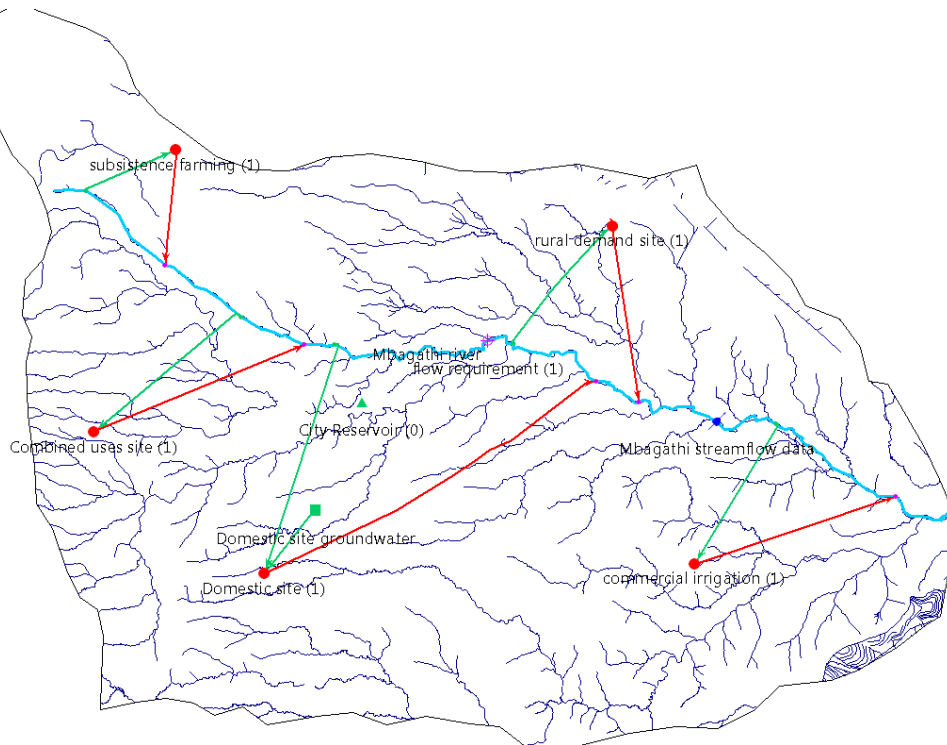 subsistence farming (1)
rural demand site (1)
Mbagathi river
flow requirement (1)
City Reservoir (0)
Combined uses site (1)
Mbagathi streamflow data
Domestic site groundwater
commercial irrigation (1)
Domestic site (1)